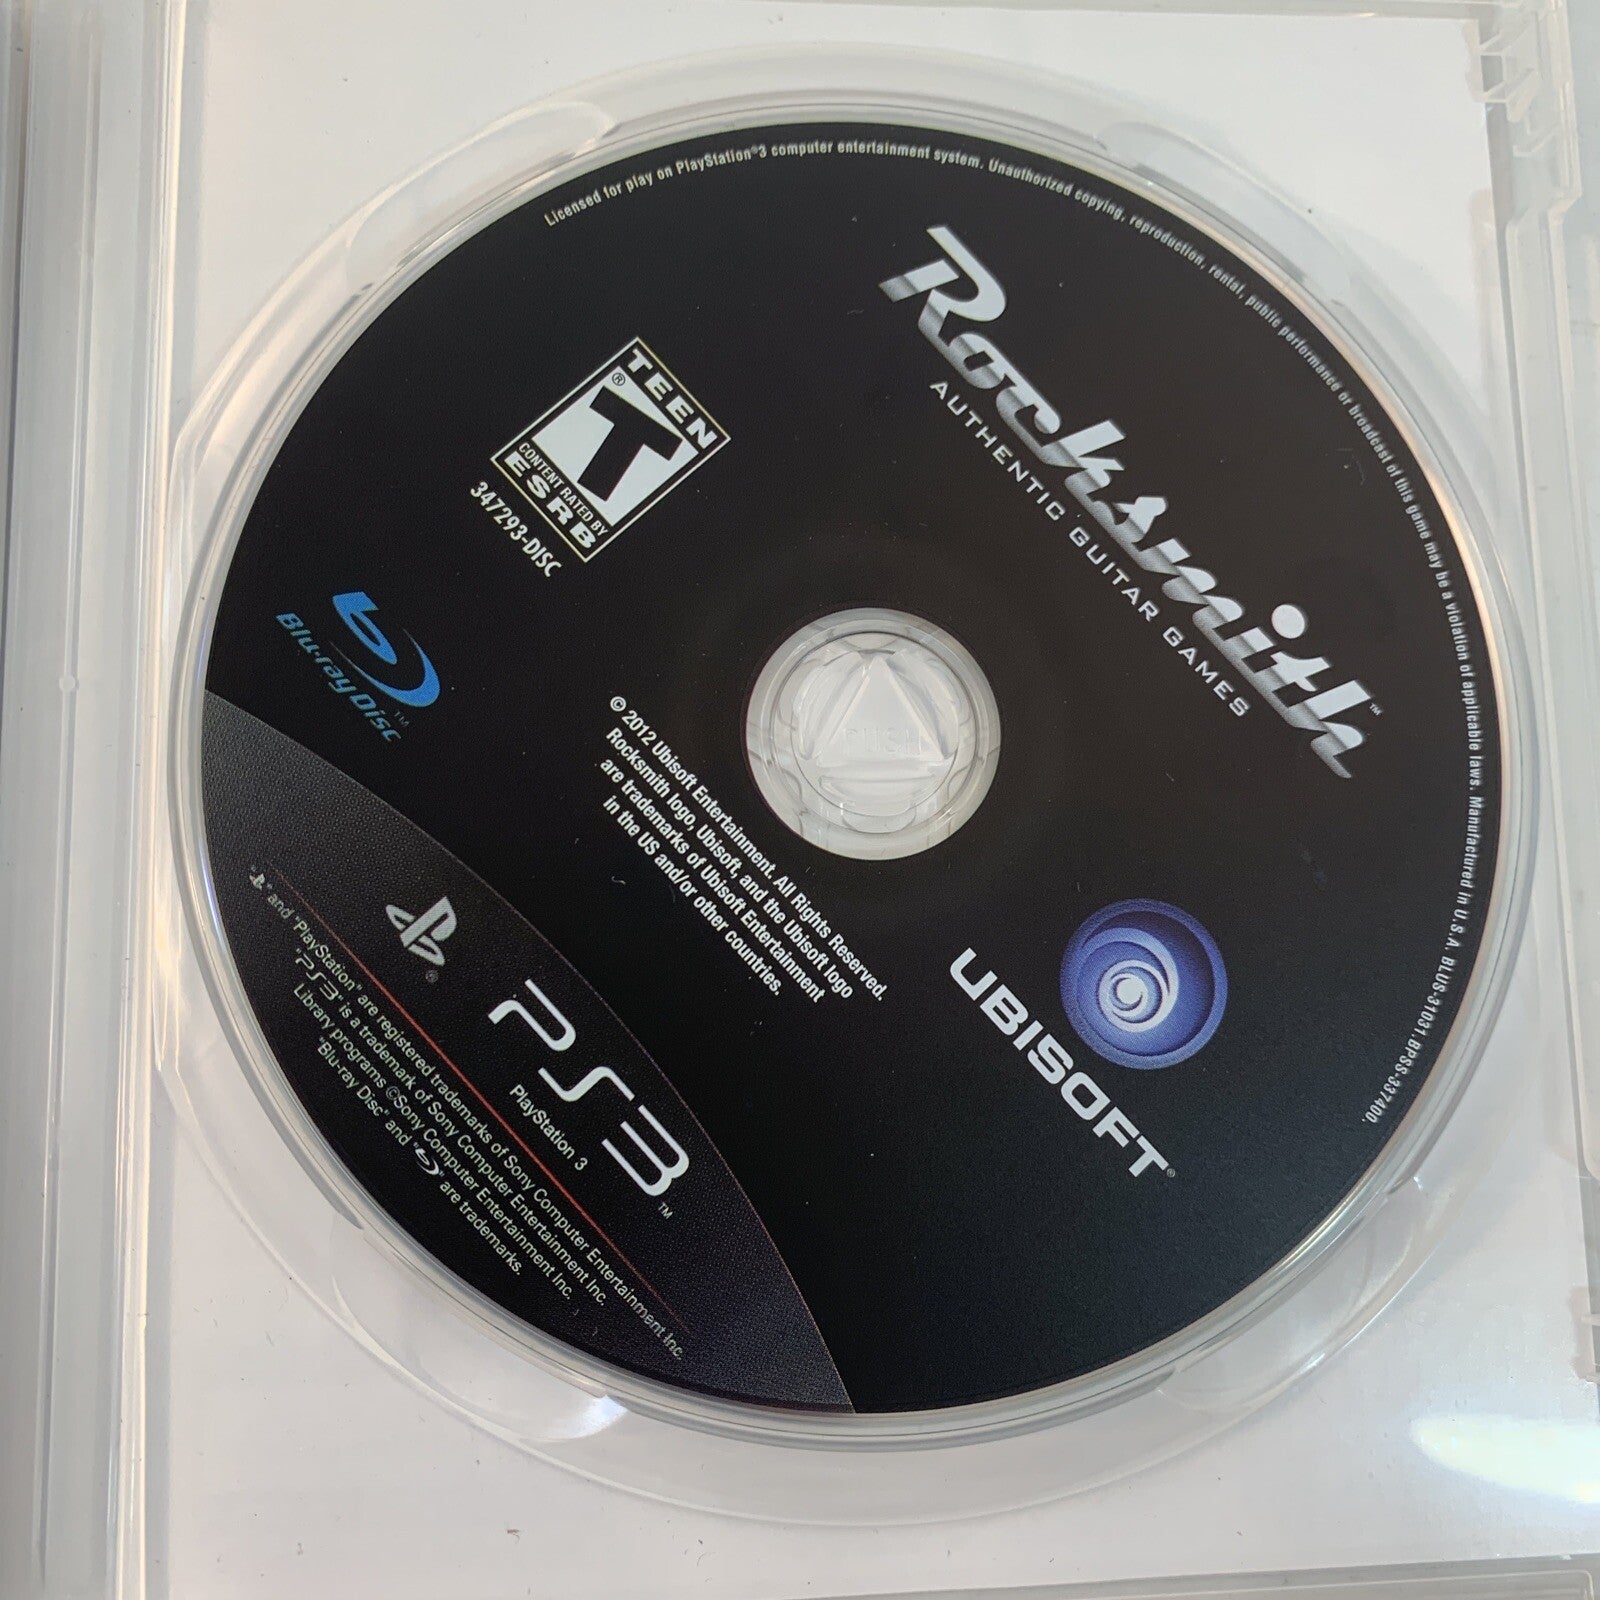 Licensed for play on PlayStation®3 computer entertainment system. Unauthorized copying, reproduction, rental, public performance or broadcast of this game may be a violation of applicable laws. Manufactured in U.S.A. BLUS-31031.BPSS-337400.
Rocksmith™
AUTHENTIC GUITAR GAMES
TEEN
T®
CONTENT RATED BY
ESRB
347293-DISC
Blu-ray Disc™
PUSH
© 2012 Ubisoft Entertainment. All Rights Reserved.
Rocksmith logo, Ubisoft, and the Ubisoft logo
are trademarks of Ubisoft Entertainment
in the US and/or other countries.
UBISOFT®
PS3™
PlayStation 3
" and "PlayStation" are registered trademarks of Sony Computer Entertainment Inc.
"PS3" is a trademark of Sony Computer Entertainment Inc.
Library programs ©Sony Computer Entertainment Inc.
"Blu-ray Disc" and " " are trademarks.